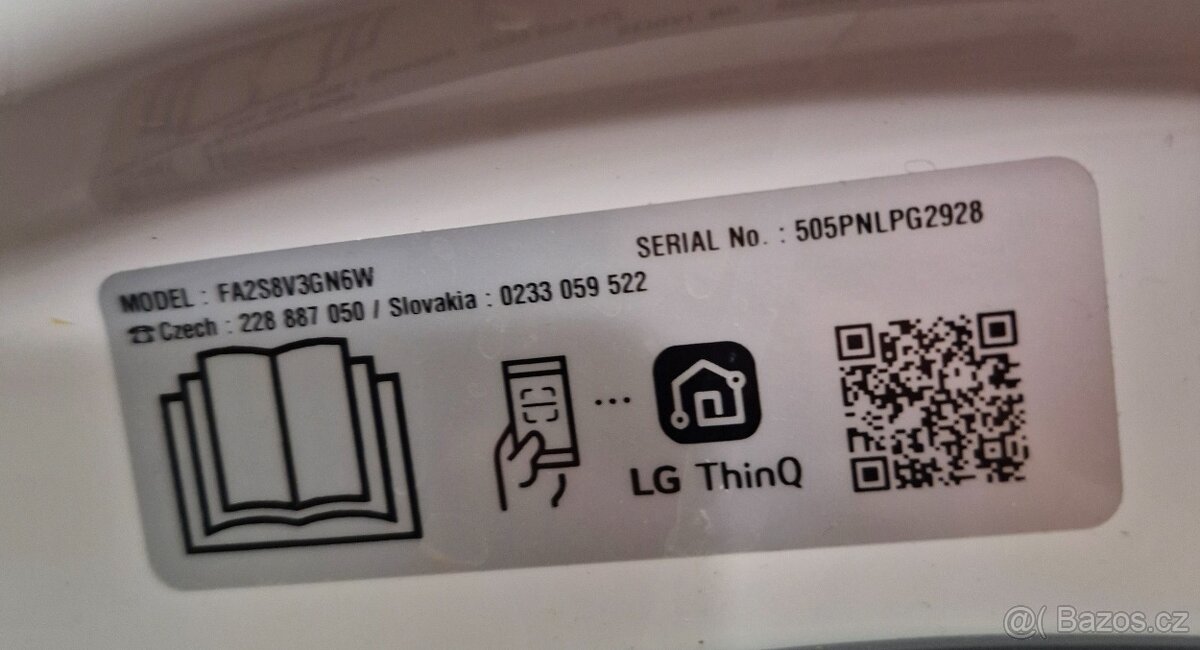 SERIAL No. : 505PNLPG2928
MODEL : FA2S8V3GN6W
☎Czech : 228 887 050 / Slovakia : 0233 059 522
LG ThinQ
@( Bazos.cz